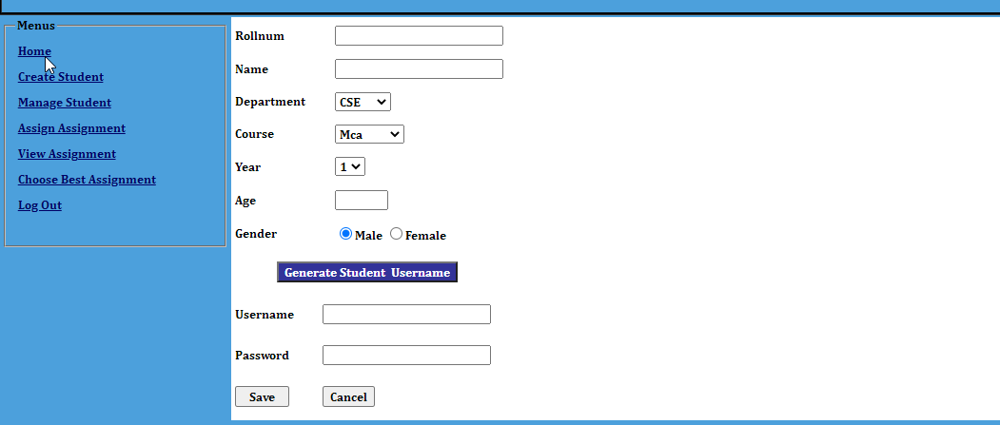 Menus
Home
Create Student
Manage Student
Assign Assignment
View Assignment
Choose Best Assignment
Log Out
Rollnum
Name
Department CSE
Course Mca
Year 1
Age
Gender Male Female
Generate Student Username
Username
Password
Save Cancel